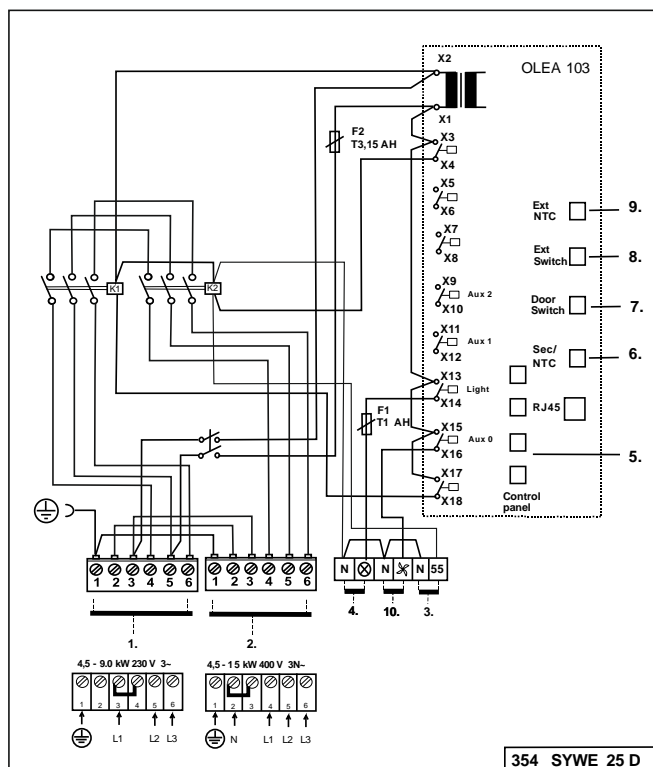 X2
OLEA 103
X1
F2
T3,15 AH
X3
X4
X5
X6
Ext
NTC
9.
X7
X8
Ext
Switch
8.
K1
K2
X9
Aux 2
X10
Door
Switch
7.
X11
Aux 1
X12
Sec/
NTC
6.
X13
Light
X14
RJ45
F1
T1 AH
X15
Aux 0
X16
5.
X17
X18
Control
panel
1 2 3 4 5 6
1 2 3 4 5 6
N N N 55
4. 10. 3.
1. 2.
4,5 - 9.0 kW 230 V 3~
4,5 - 15 kW 400 V 3N~
1 2 3 4 5 6
1 2 3 4 5 6
L1 L2 L3
N L1 L2 L3
354 SYWE 25 D